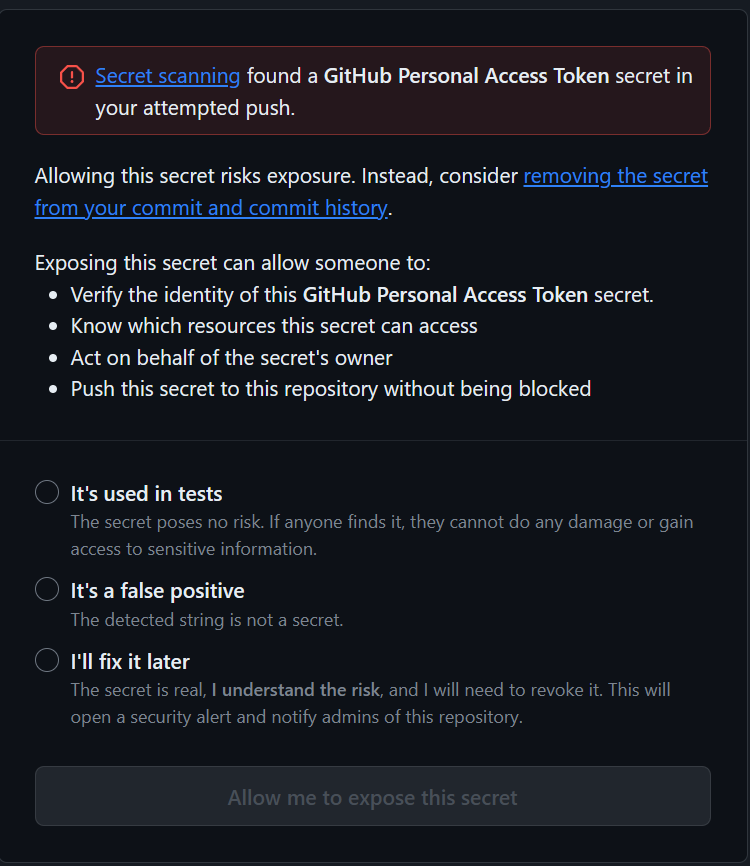 Secret scanning found a GitHub Personal Access Token secret in
your attempted push.
Allowing this secret risks exposure. Instead, consider removing the secret
from your commit and commit history.
Exposing this secret can allow someone to:
• Verify the identity of this GitHub Personal Access Token secret.
• Know which resources this secret can access
• Act on behalf of the secret's owner
• Push this secret to this repository without being blocked
It's used in tests
The secret poses no risk. If anyone finds it, they cannot do any damage or gain
access to sensitive information.
It's a false positive
The detected string is not a secret.
I'll fix it later
The secret is real, I understand the risk, and I will need to revoke it. This will
open a security alert and notify admins of this repository.
Allow me to expose this secret